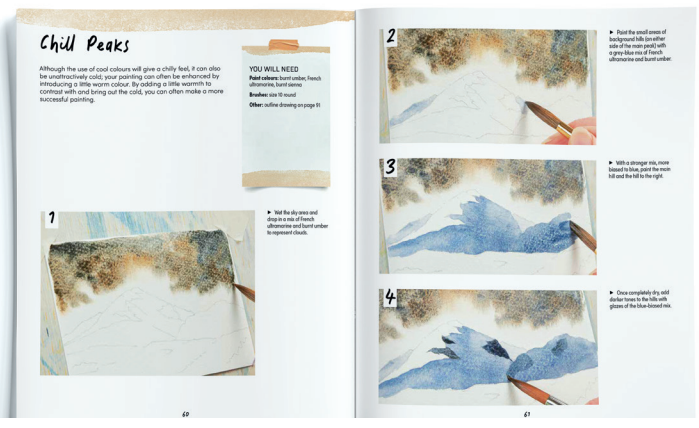 Chill Peaks
Although the use of cool colours will give a chilly feel, it can also
be unattractively cold; your painting can often be enhanced by
introducing a little warm colour. By adding a little warmth to
contrast with and bring out the cold, you can often make a more
successful painting.
YOU WILL NEED
Paint colours: burnt umber, French
ultramarine, burnt sienna
Brushes: size 10 round
Other: outline drawing on page 91
1
► Wet the sky area and
drop in a mix of French
ultramarine and burnt umber
to represent clouds.
60
2
► Paint the small areas of
background hills (on either
side of the main peak) with
a grey-blue mix of French
ultramarine and burnt umber.
3
► With a stronger mix, more
biased to blue, paint the main
hill and the hill to the right.
4
► Once completely dry, add
darker tones to the hills with
glazes of the blue-biased mix.
61